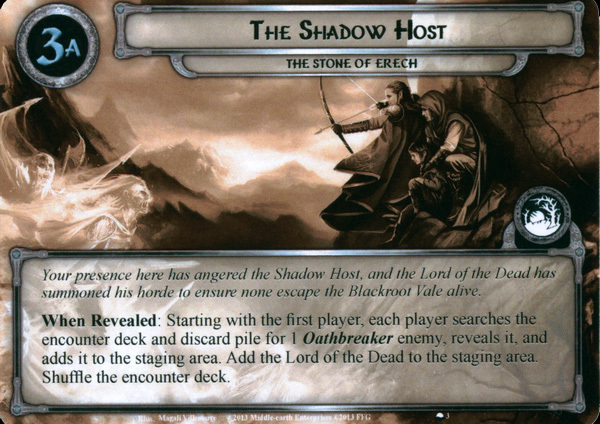 3A
The Shadow Host
The Stone of Erech
Your presence here has angered the Shadow Host, and the Lord of the Dead has
summoned his horde to ensure none escape the Blackroot Vale alive.
When Revealed: Starting with the first player, each player searches the
encounter deck and discard pile for 1 Oathbreaker enemy, reveals it, and
adds it to the staging area. Add the Lord of the Dead to the staging area.
Shuffle the encounter deck.
Illus. Magali Villeneuve ©2013 Middle-earth Enterprises ©2013 FFG 3